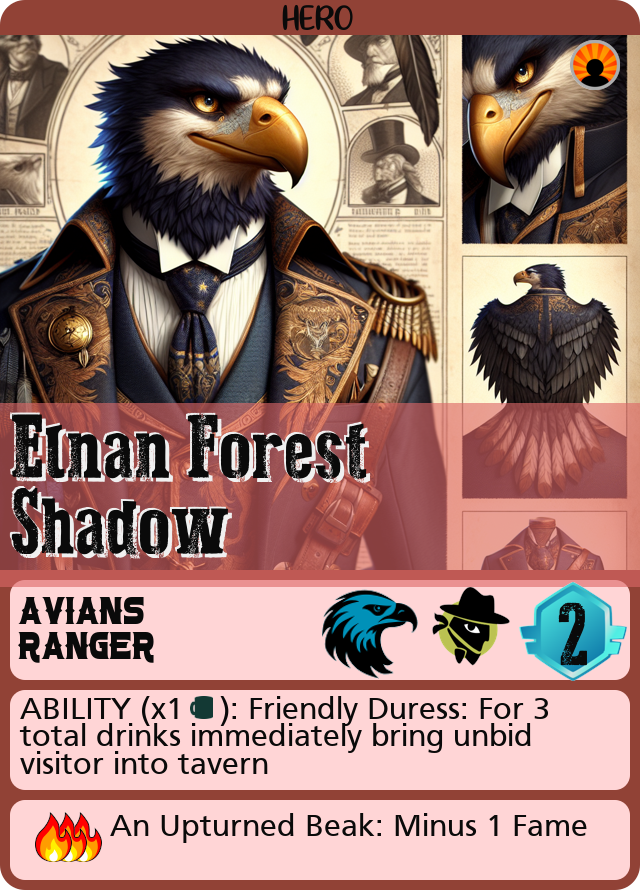 HERO
Etnan Forest
Shadow
AVIANS
RANGER
2
ABILITY (x1 ): Friendly Duress: For 3
total drinks immediately bring unbid
visitor into tavern
An Upturned Beak: Minus 1 Fame